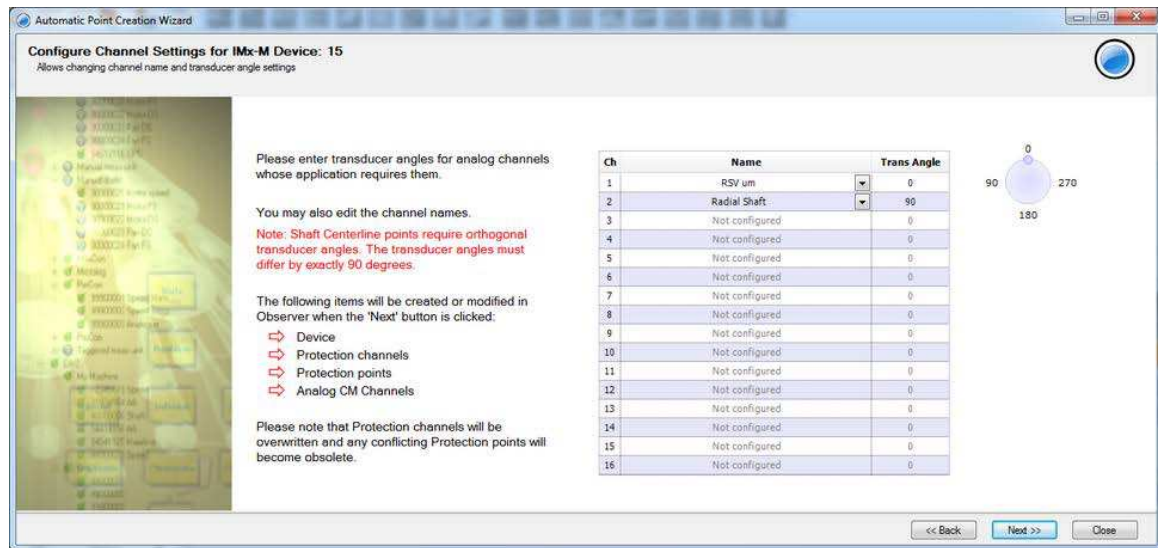 Automatic Point Creation Wizard
Configure Channel Settings for IMx-M Device: 15
Allows changing channel name and transducer angle settings
Please enter transducer angles for analog channels
whose application requires them.
You may also edit the channel names.
Note: Shaft Centerline points require orthogonal
transducer angles. The transducer angles must
differ by exactly 90 degrees.
The following items will be created or modified in
Observer when the 'Next' button is clicked:
Device
Protection channels
Protection points
Analog CM Channels
Please note that Protection channels will be
overwritten and any conflicting Protection points will
become obsolete.
Ch Name Trans Angle
1 RSV um 0
2 Radial Shaft 90
3 Not configured 0
4 Not configured 0
5 Not configured 0
6 Not configured 0
7 Not configured 0
8 Not configured 0
9 Not configured 0
10 Not configured 0
11 Not configured 0
12 Not configured 0
13 Not configured 0
14 Not configured 0
15 Not configured 0
16 Not configured 0
0
90 270
180
<< Back Next >> Close